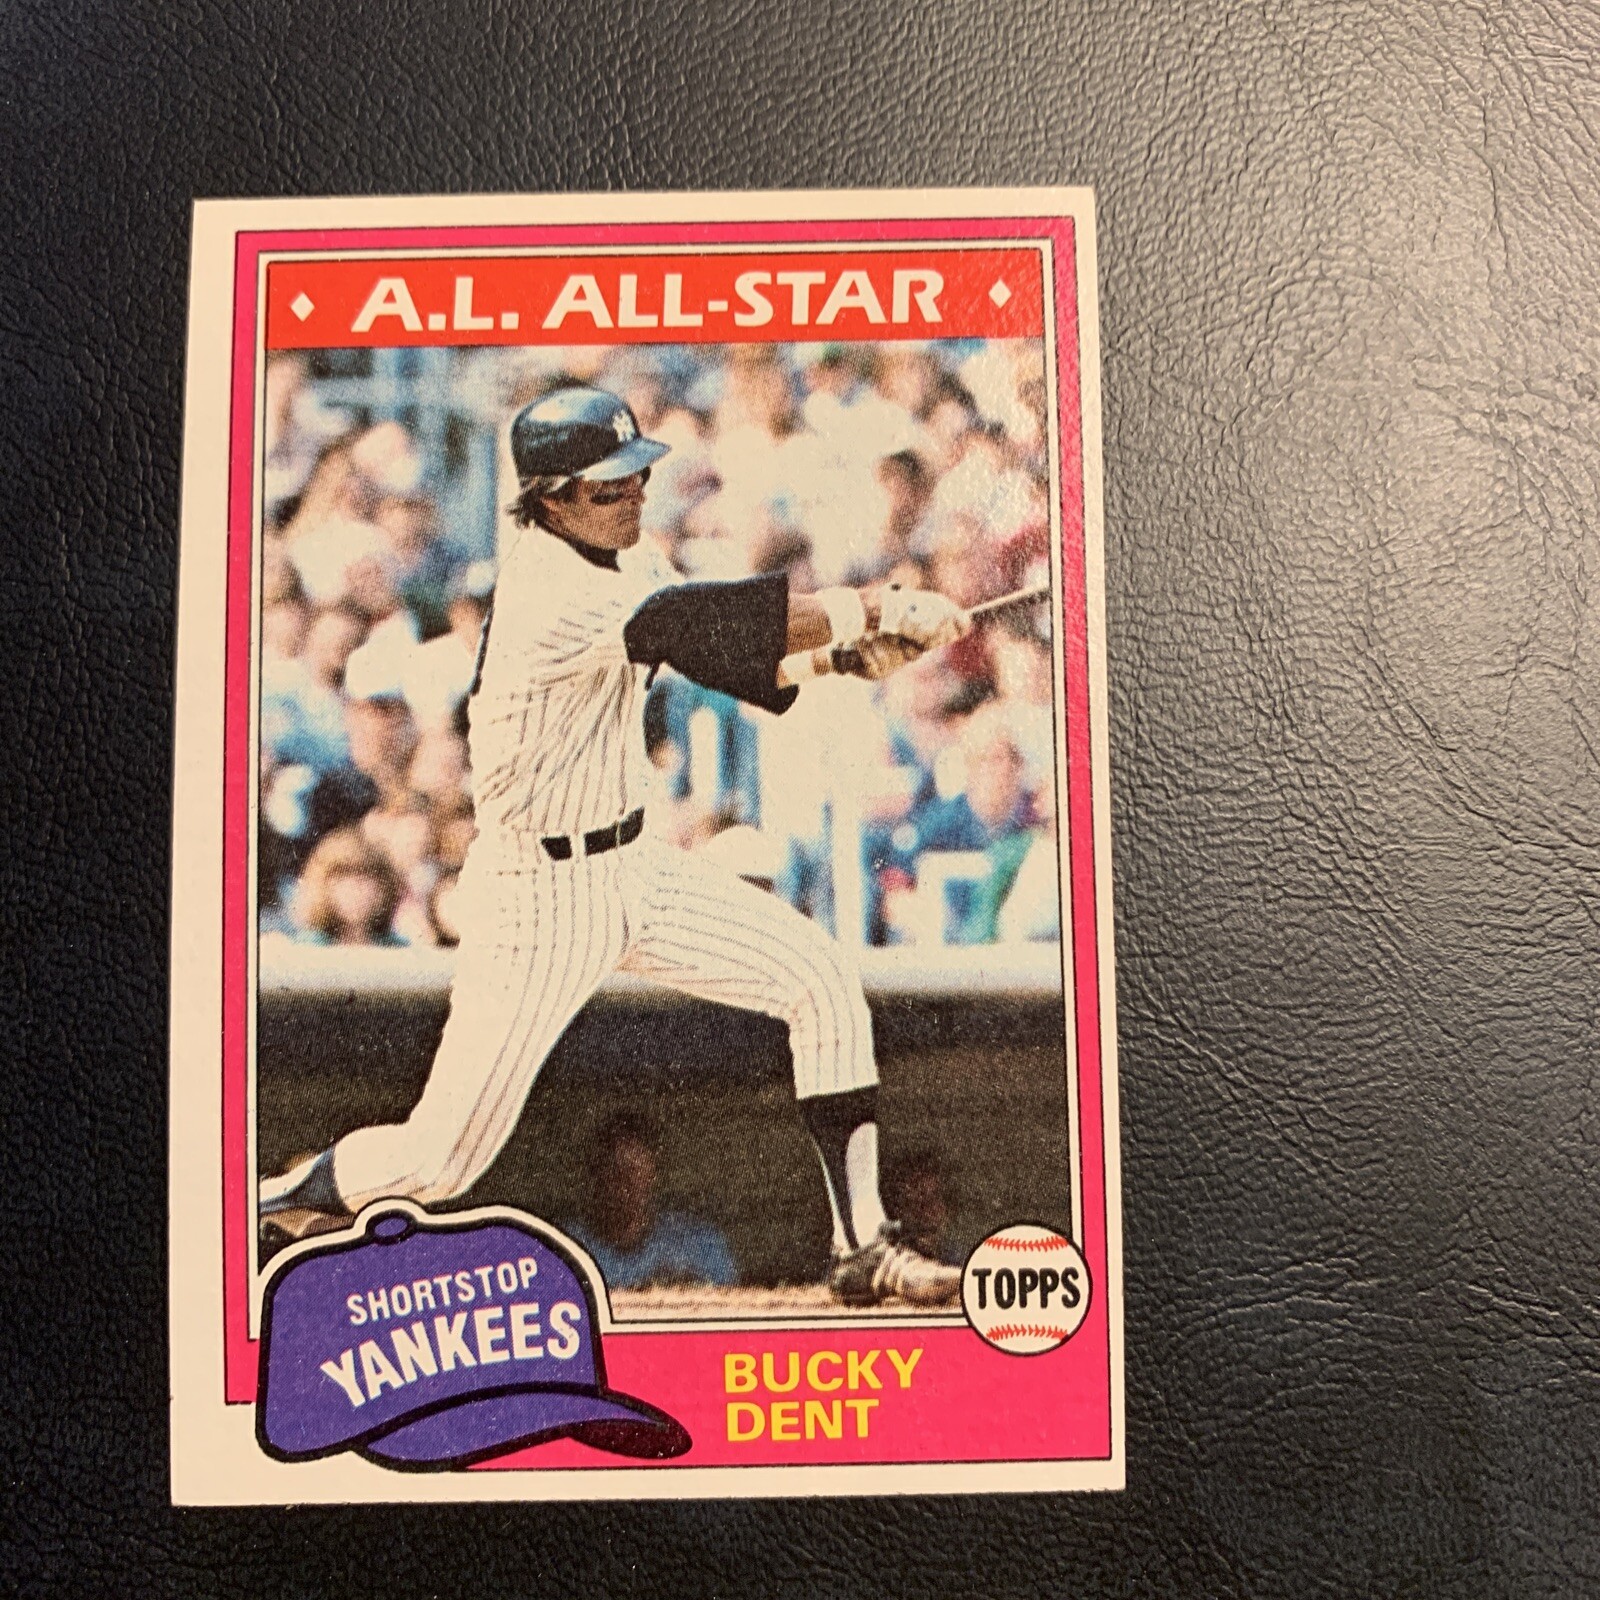 A.L. ALL-STAR
SHORTSTOP
YANKEES
TOPPS
BUCKY
DENT